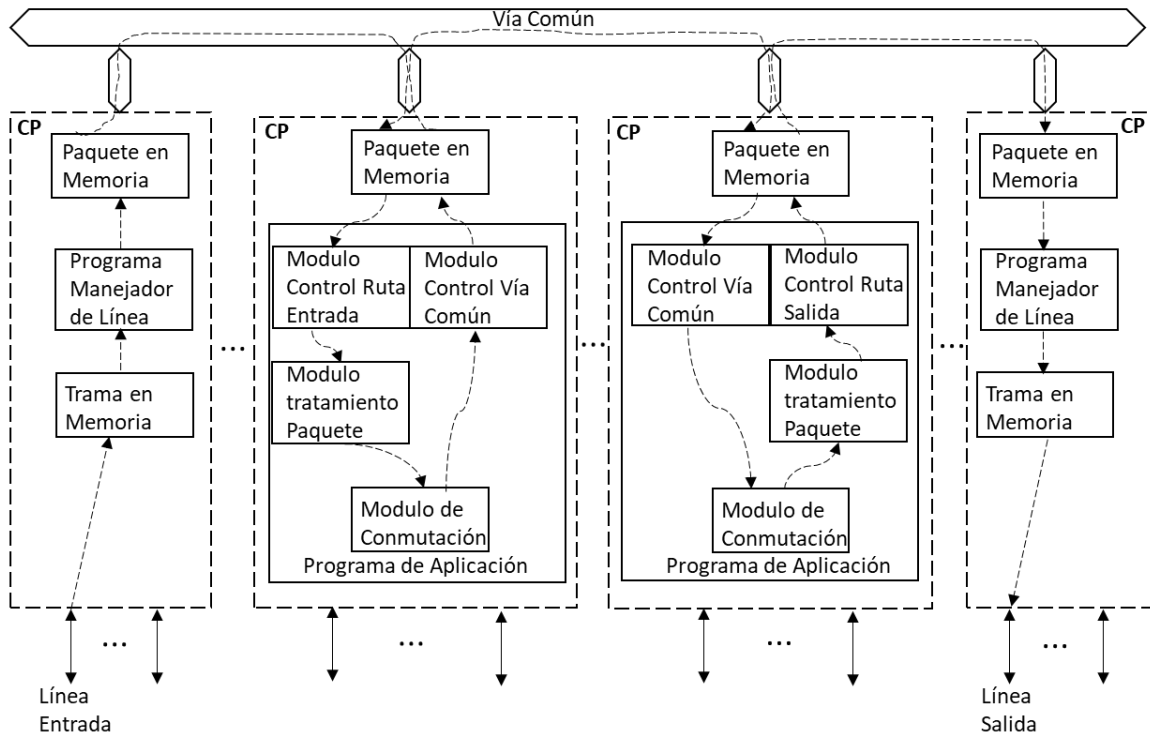 Vía Común
CP
Paquete en
Memoria
Programa
Manejador
de Línea
Trama en
Memoria
Línea
Entrada
...
CP
Paquete en
Memoria
Modulo
Control Ruta
Entrada
Modulo
Control Vía
Común
Modulo
tratamiento
Paquete
Modulo de
Conmutación
Programa de Aplicación
...
...
CP
Paquete en
Memoria
Modulo
Control Vía
Común
Modulo
Control Ruta
Salida
Modulo
tratamiento
Paquete
Modulo de
Conmutación
Programa de Aplicación
...
...
CP
Paquete en
Memoria
Programa
Manejador
de Línea
Trama en
Memoria
...
...
Línea
Salida